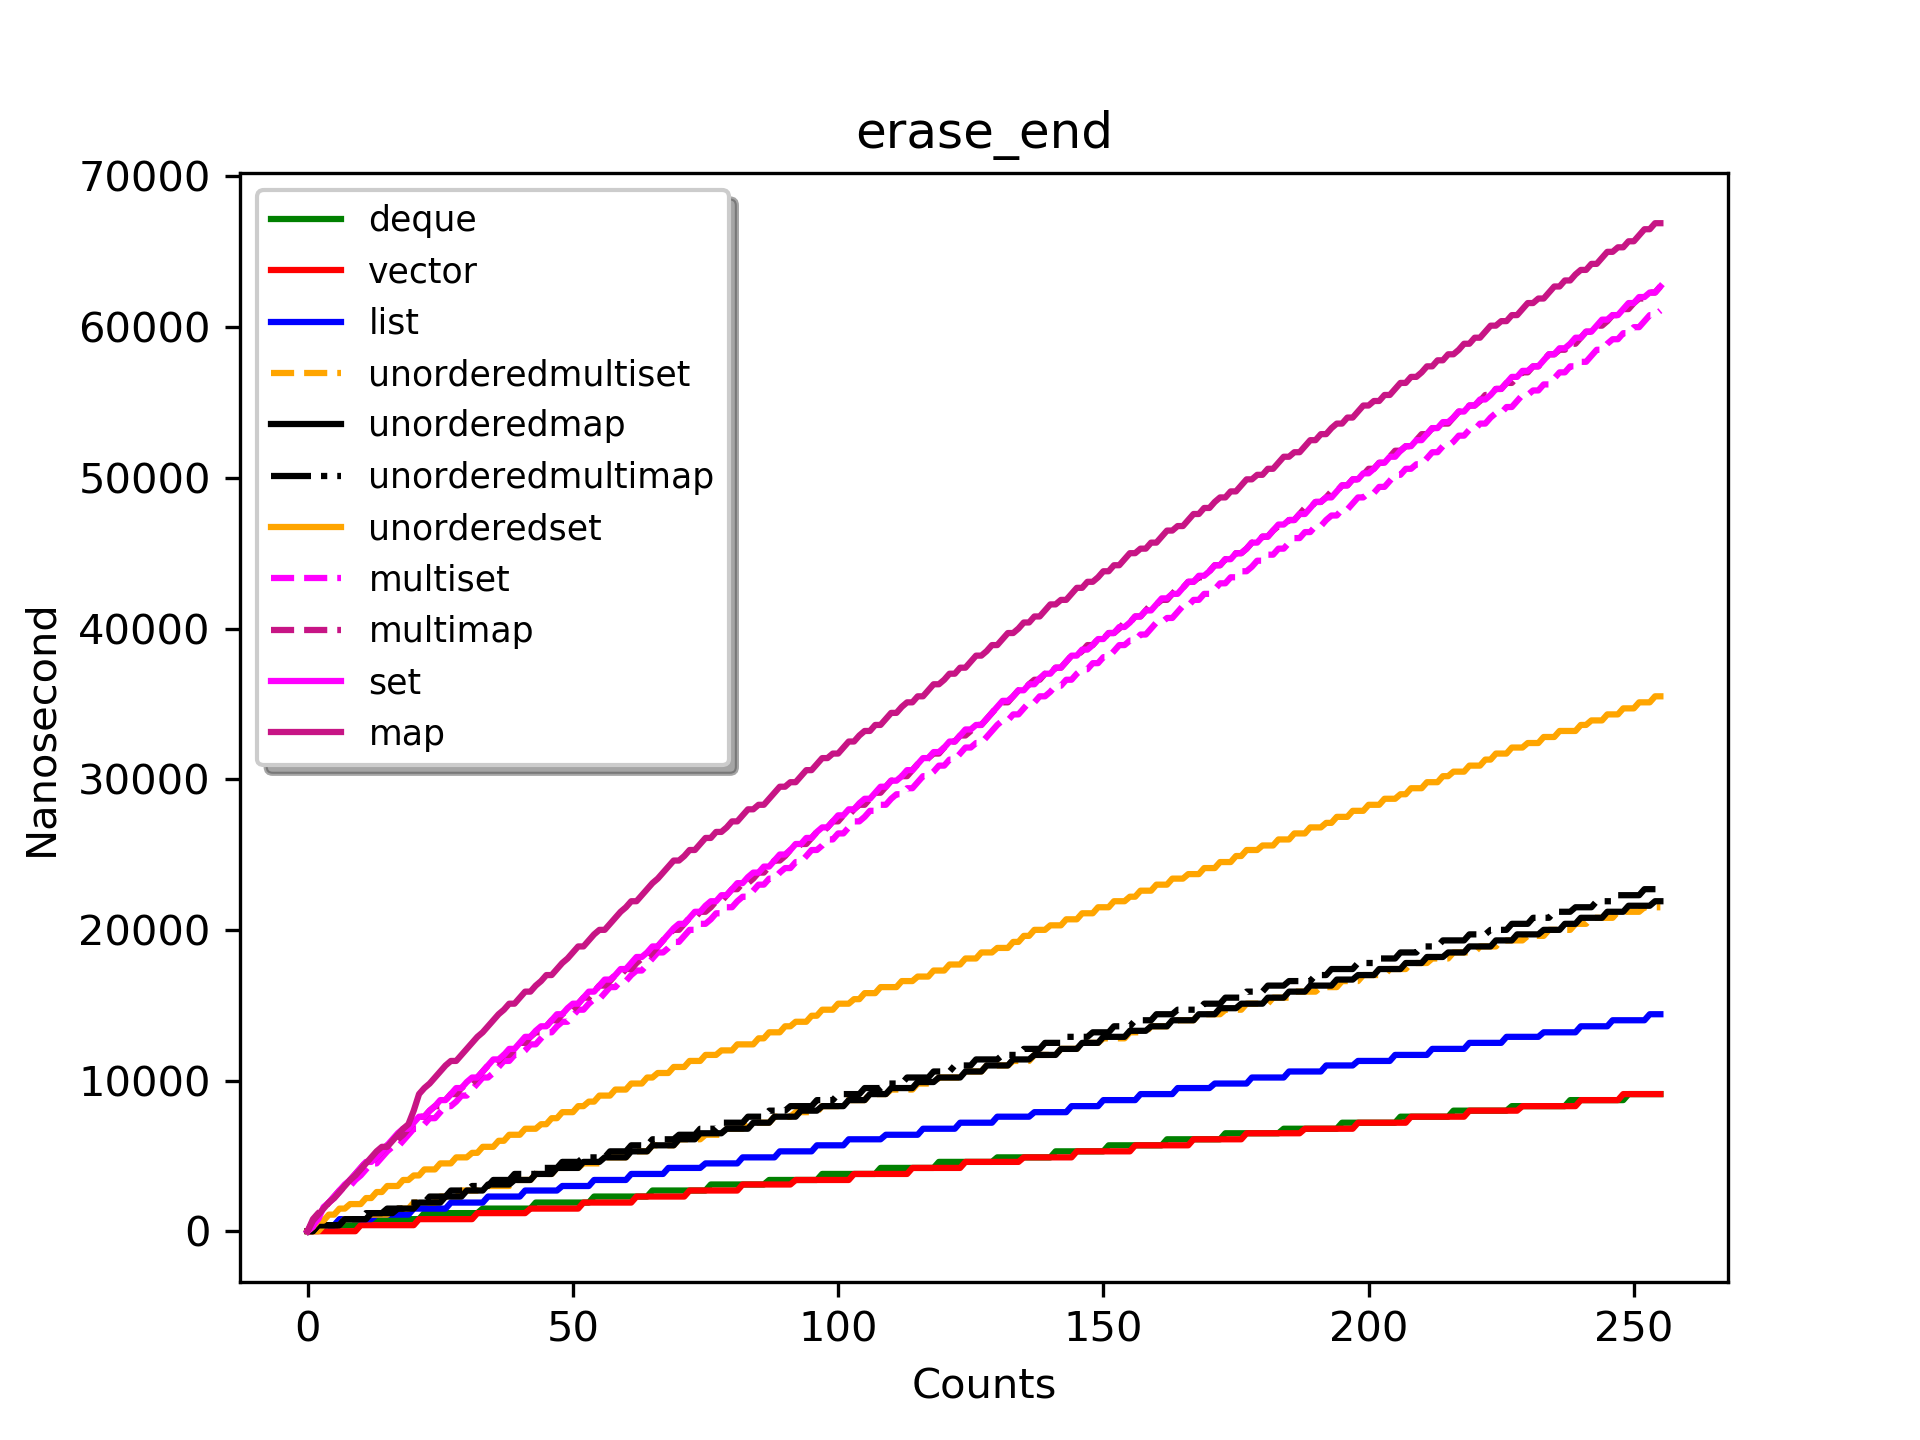 erase_end
70000
60000
50000
40000
30000
20000
10000
0
deque
vector
list
unorderedmultiset
unorderedmap
unorderedmultimap
unorderedset
multiset
multimap
set
map
Nanosecond
0 50 100 150 200 250
Counts